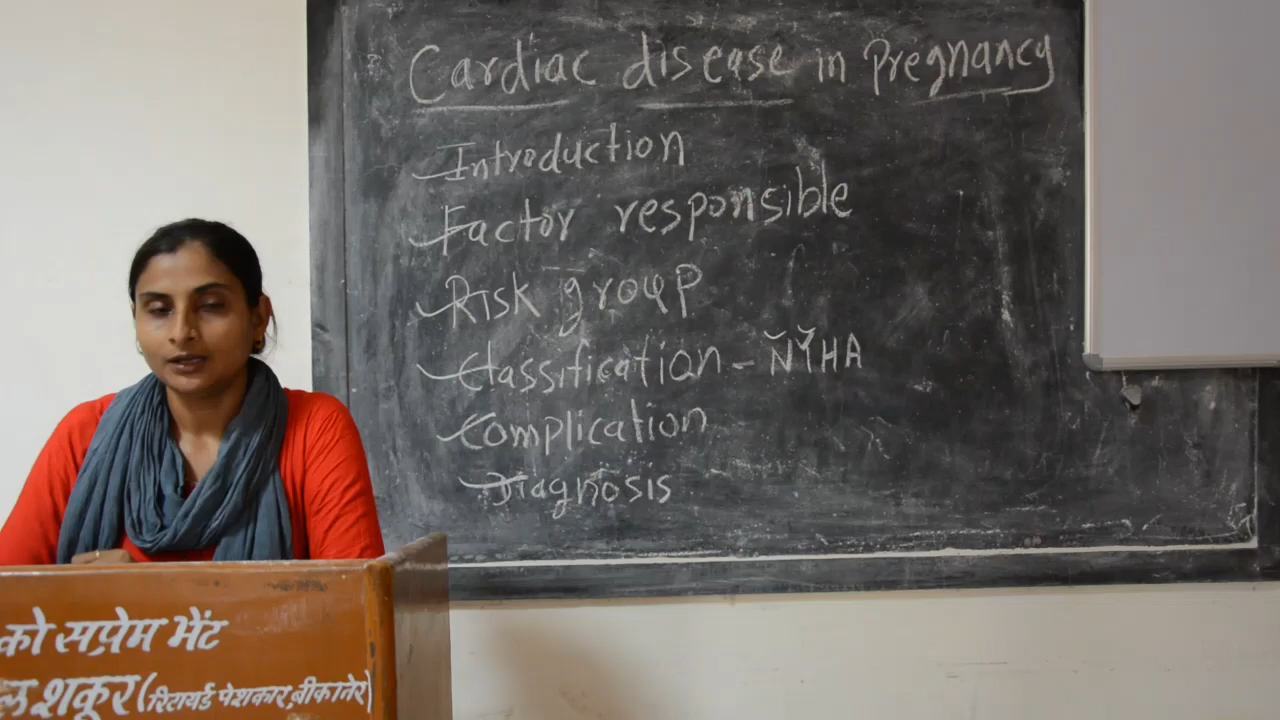 Cardiac disease in Pregnancy
Introduction
Factor responsible
Risk group
Classification - NYHA
Complication
Diagnosis
को सप्रेम भेंट
शकूर (रिटायर्ड पेशकार, बीकानेर)